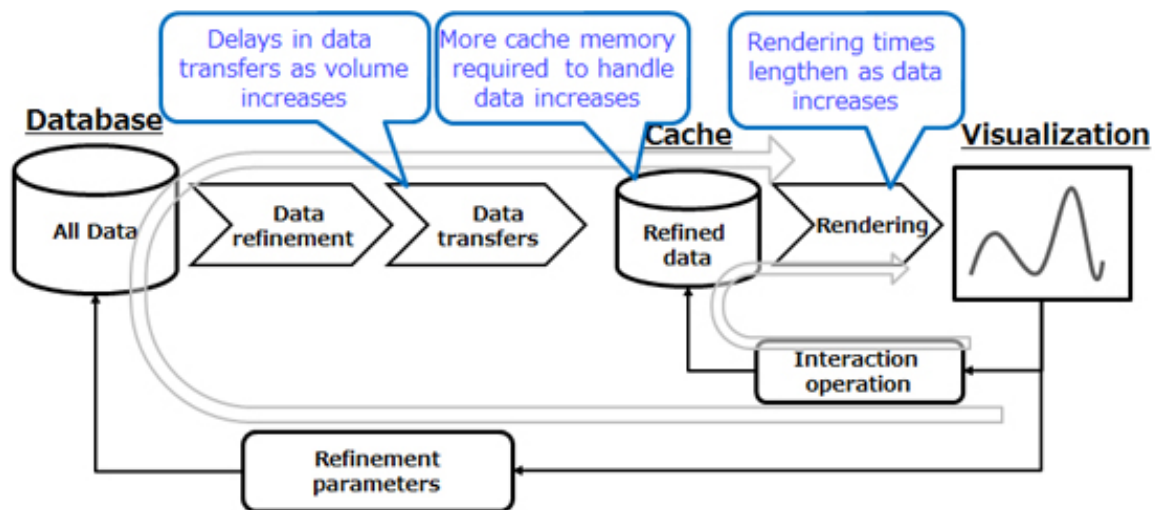 Delays in data
transfers as volume
increases
More cache memory
required to handle
data increases
Rendering times
lengthen as data
increases
Database
Cache
Visualization
All Data
Data
refinement
Data
transfers
Refined
data
Rendering
Interaction
operation
Refinement
parameters